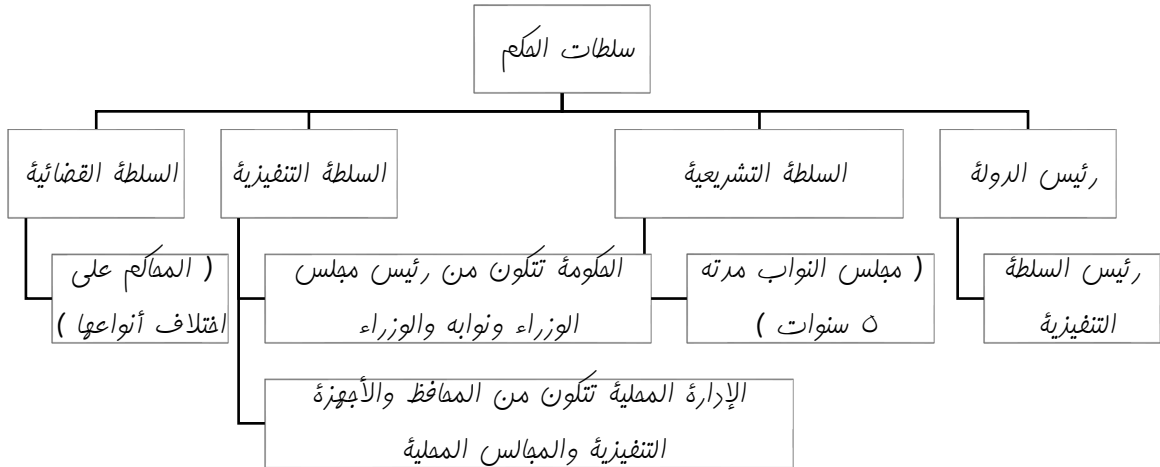 سلطات الحكم
رئيس الدولة
السلطة التشريعية
السلطة التنفيذية
السلطة القضائية
رئيس السلطة
التنفيذية
( مجلس النواب مدته
٥ سنوات )
الحكومة تتكون من رئيس مجلس
الوزراء ونوابه والوزراء
( المحاكم على
اختلاف أنواعها )
الإدارة المحلية تتكون من المحافظ والأجهزة
التنفيذية والمجالس المحلية